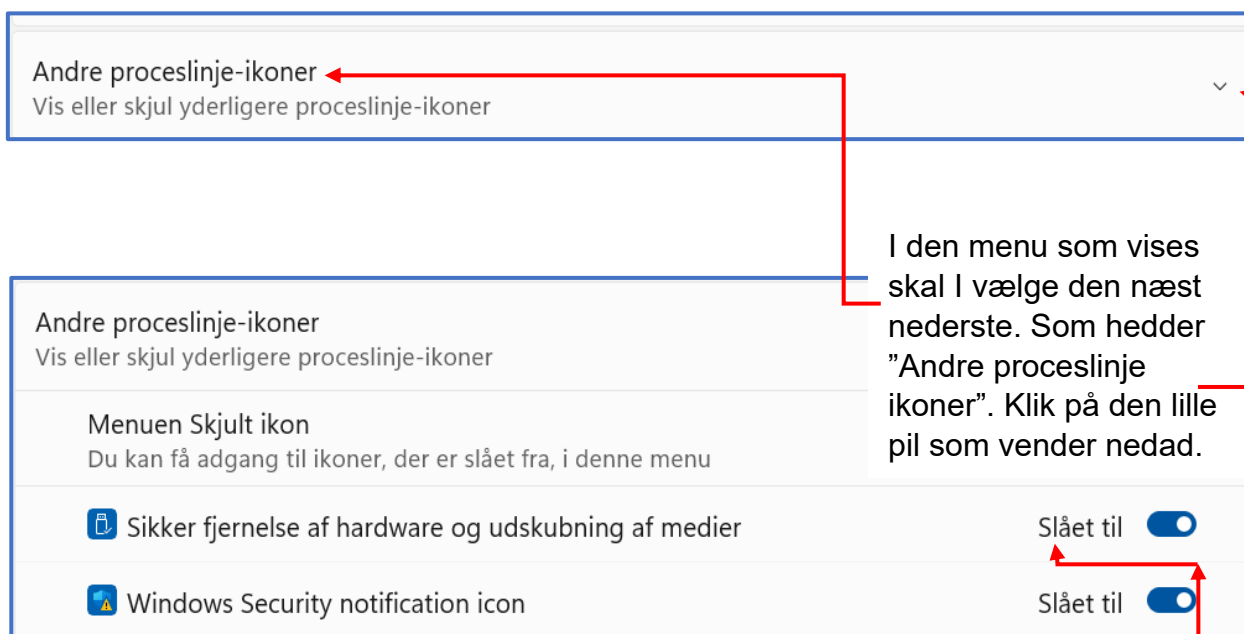 Andre proceslinje-ikoner
Vis eller skjul yderligere proceslinje-ikoner
I den menu som vises
skal I vælge den næst
nederste. Som hedder
”Andre proceslinje
ikoner”. Klik på den lille
pil som vender nedad.
Andre proceslinje-ikoner
Vis eller skjul yderligere proceslinje-ikoner
Menuen Skjult ikon
Du kan få adgang til ikoner, der er slået fra, i denne menu
Sikker fjernelse af hardware og udskubning af medier Slået til
Windows Security notification icon Slået til